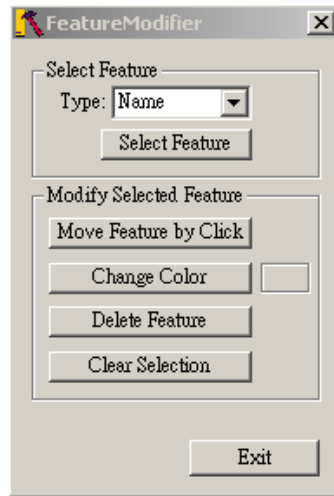 FeatureModifier
Select Feature
Type: Name
Select Feature
Modify Selected Feature
Move Feature by Click
Change Color
Delete Feature
Clear Selection
Exit